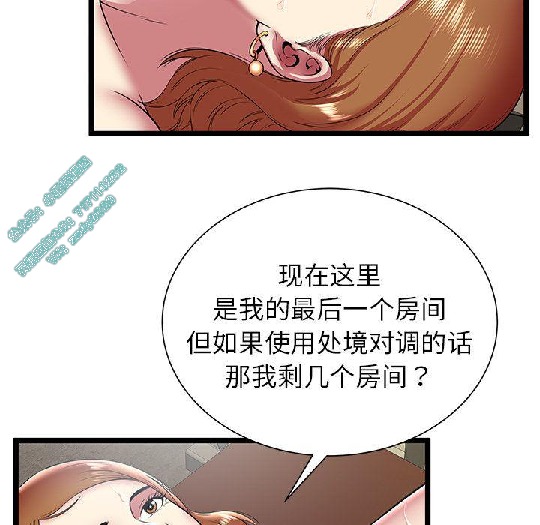 现在这里
是我的最后一个房间
但如果使用处境对调的话
那我剩几个房间？